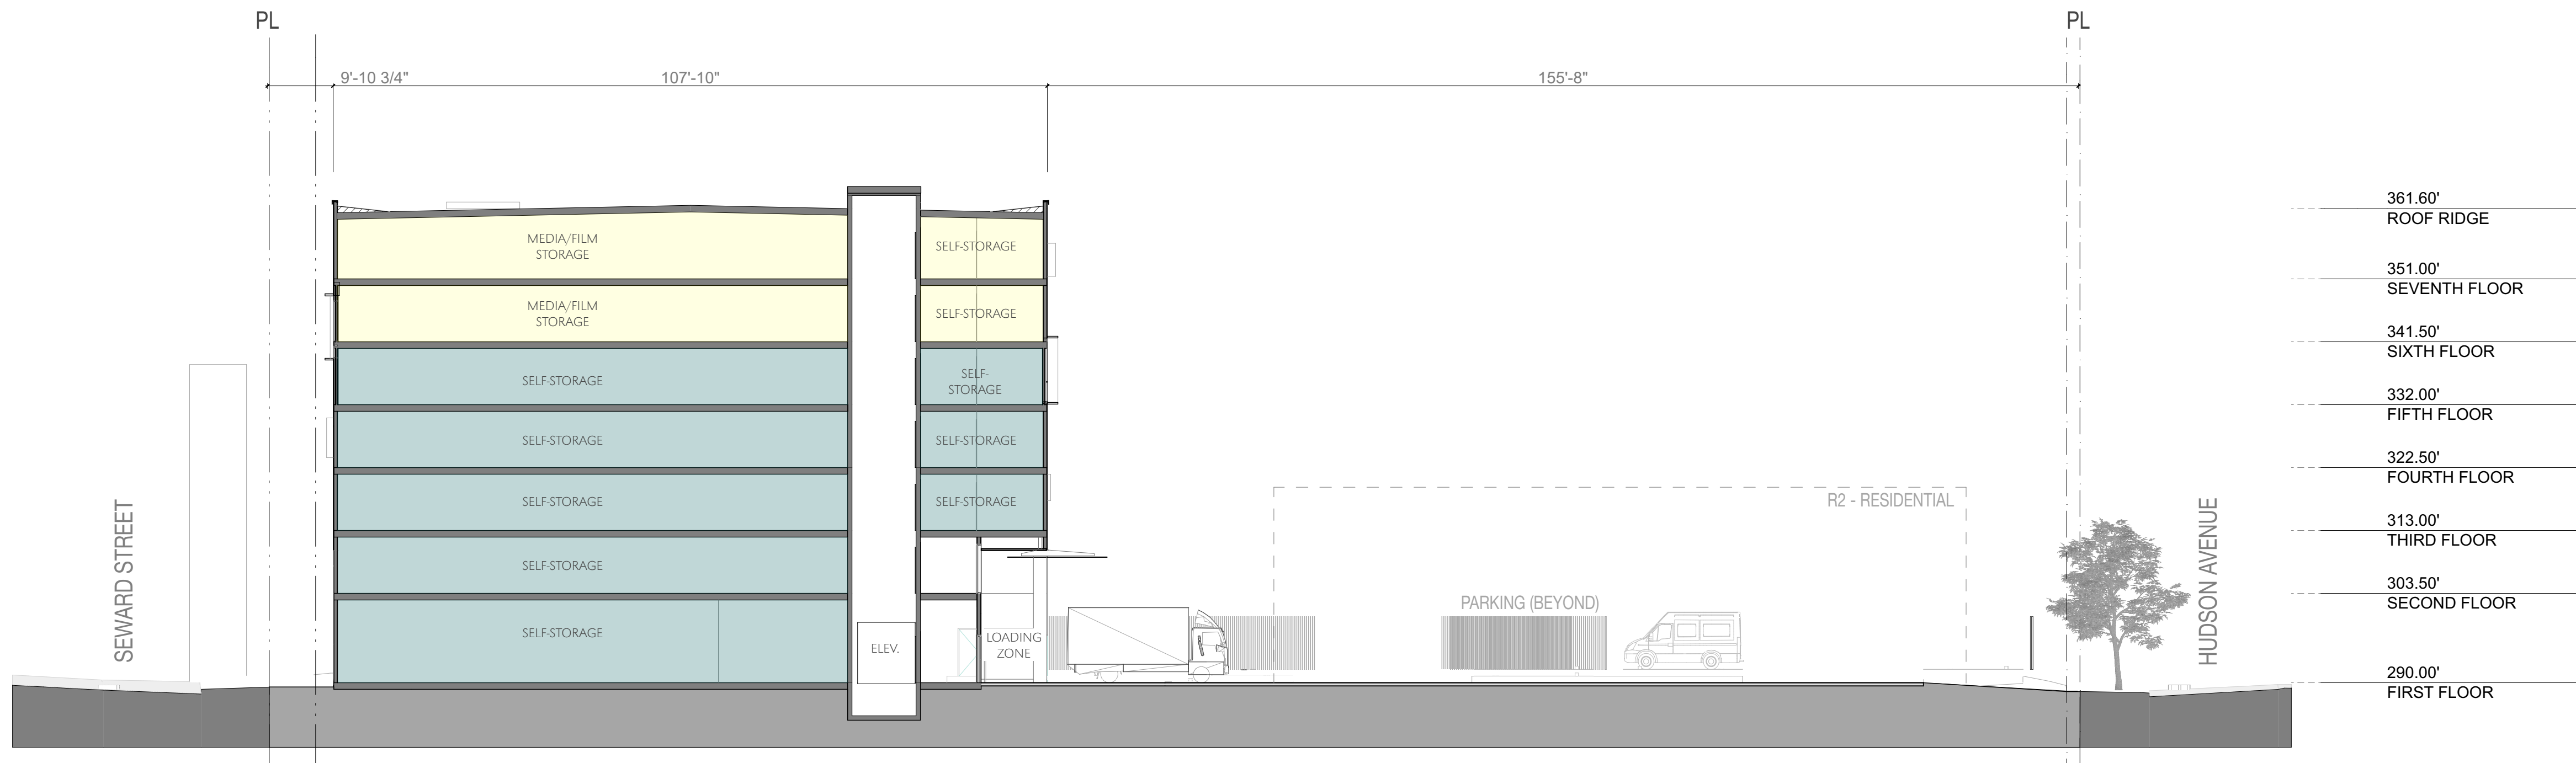 PL
PL
9'-10 3/4"
107'-10"
155'-8"
361.60'
ROOF RIDGE
MEDIA/FILM
STORAGE
SELF-STORAGE
351.00'
SEVENTH FLOOR
MEDIA/FILM
STORAGE
SELF-STORAGE
341.50'
SIXTH FLOOR
SELF-STORAGE
SELF-
STORAGE
332.00'
FIFTH FLOOR
SELF-STORAGE
SELF-STORAGE
322.50'
FOURTH FLOOR
SELF-STORAGE
SELF-STORAGE
R2 - RESIDENTIAL
313.00'
THIRD FLOOR
SELF-STORAGE
303.50'
SECOND FLOOR
SEWARD STREET
SELF-STORAGE
ELEV.
LOADING
ZONE
PARKING (BEYOND)
HUDSON AVENUE
290.00'
FIRST FLOOR